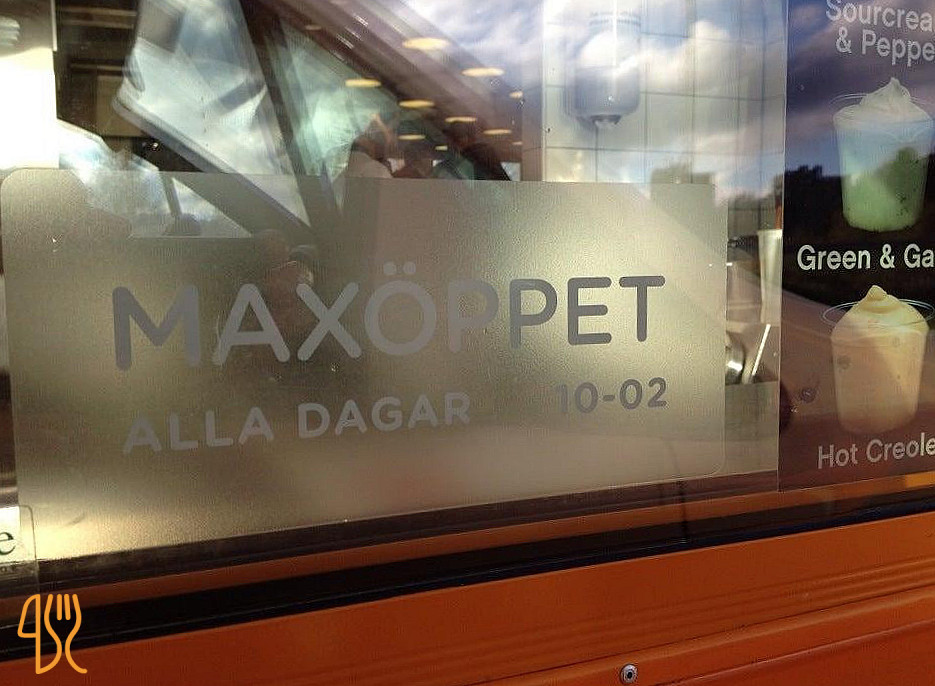 MAXÖPPET
ALLA DAGAR 10-02
Sourcrea
& Peppe
Green & Ga
Hot Creole
e